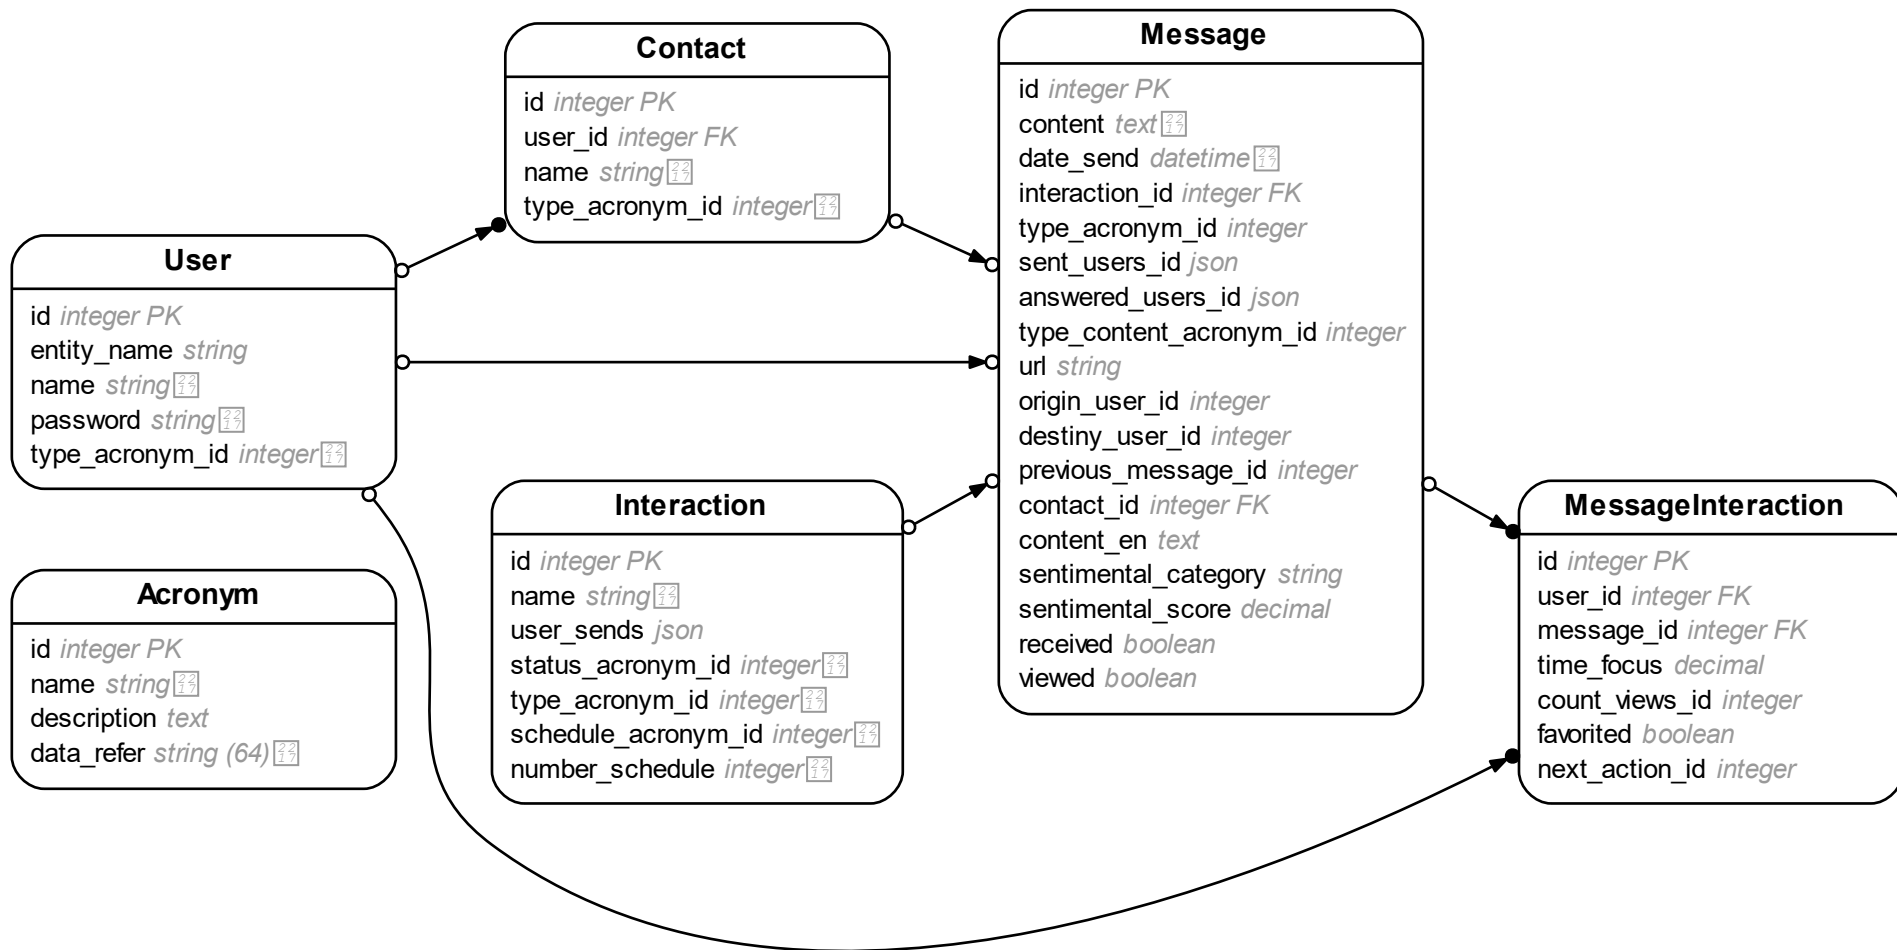 Contact
id integer PK
user_id integer FK
name string
type_acronym_id integer
Message
id integer PK
content text
date_send datetime
interaction_id integer FK
type_acronym_id integer
sent_users_id json
answered_users_id json
type_content_acronym_id integer
url string
origin_user_id integer
destiny_user_id integer
previous_message_id integer
contact_id integer FK
content_en text
sentimental_category string
sentimental_score decimal
received boolean
viewed boolean
User
id integer PK
entity_name string
name string
password string
type_acronym_id integer
Interaction
id integer PK
name string
user_sends json
status_acronym_id integer
type_acronym_id integer
schedule_acronym_id integer
number_schedule integer
MessageInteraction
id integer PK
user_id integer FK
message_id integer FK
time_focus decimal
count_views_id integer
favorited boolean
next_action_id integer
Acronym
id integer PK
name string
description text
data_refer string (64)